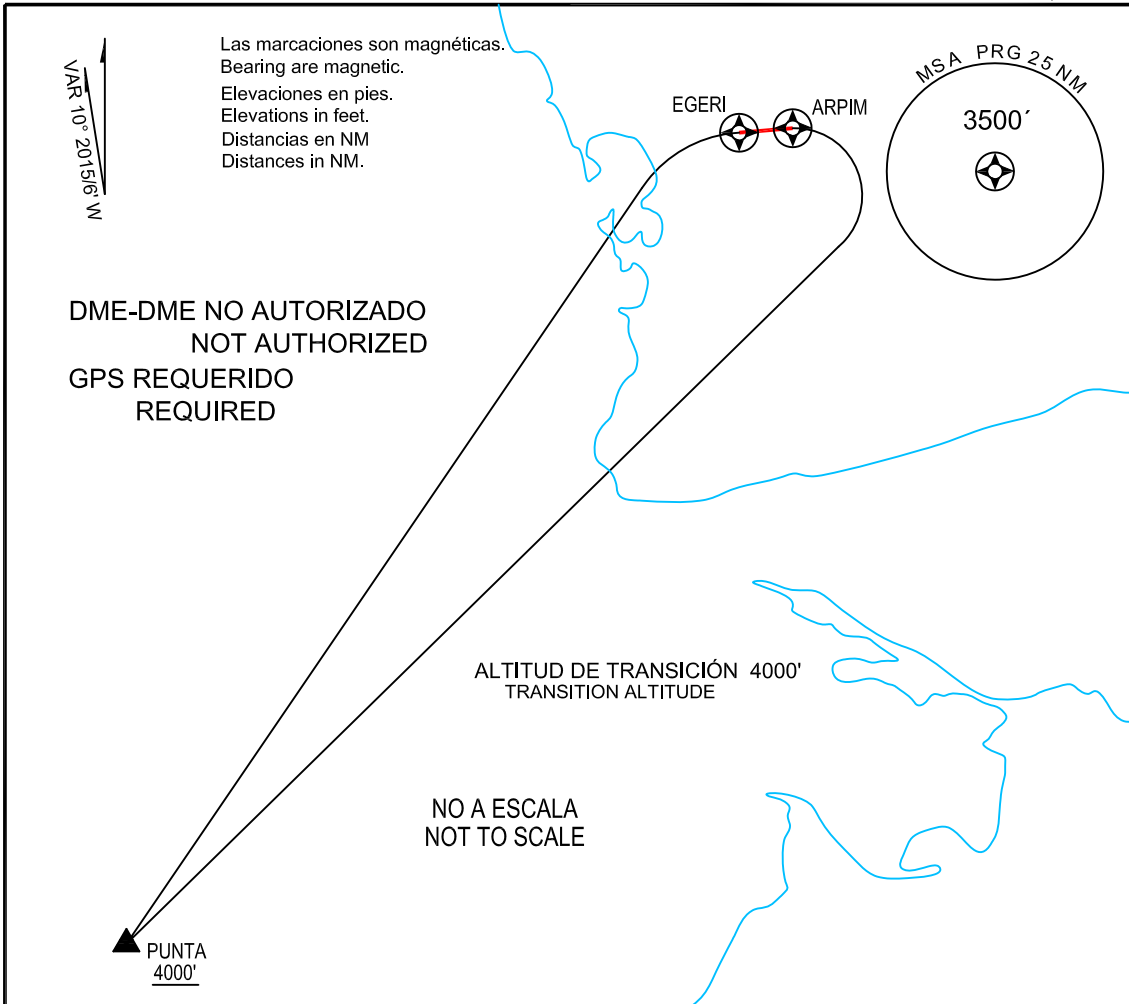 Las marcaciones son magnéticas.
Bearing are magnetic.
Elevaciones en pies.
Elevations in feet.
Distancias en NM
Distances in NM.
VAR 10° 2015/6' W
EGERI
ARPIM
MSA PRG 25 NM
3500´
DME-DME NO AUTORIZADO
NOT AUTHORIZED
GPS REQUERIDO
REQUIRED
ALTITUD DE TRANSICIÓN 4000'
TRANSITION ALTITUDE
NO A ESCALA
NOT TO SCALE
PUNTA
4000'